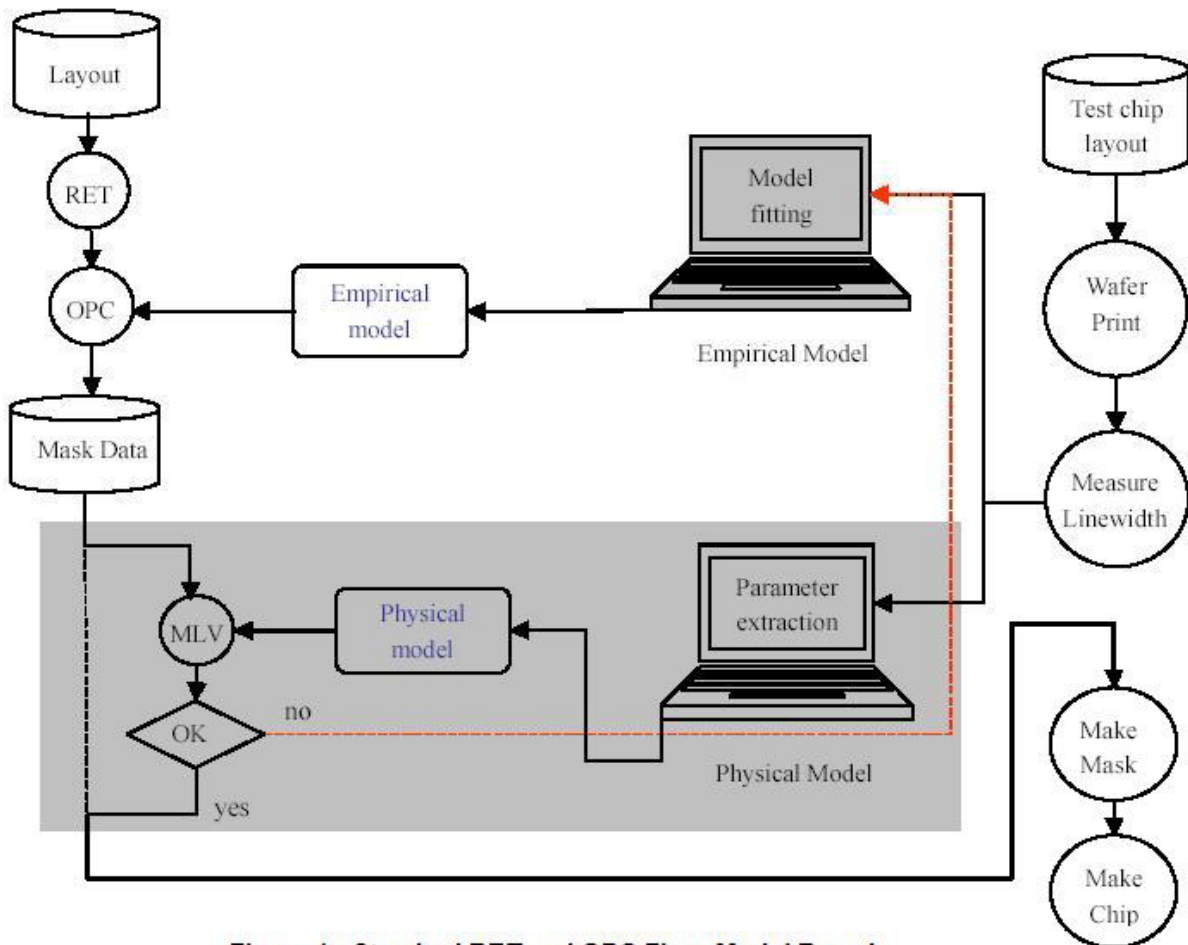 Layout
RET
OPC
Mask Data
Empirical
model
Model
fitting
Empirical Model
Test chip
layout
Wafer
Print
Measure
Linewidth
MLV
Physical
model
Parameter
extraction
Physical Model
OK
no
yes
Make
Mask
Make
Chip